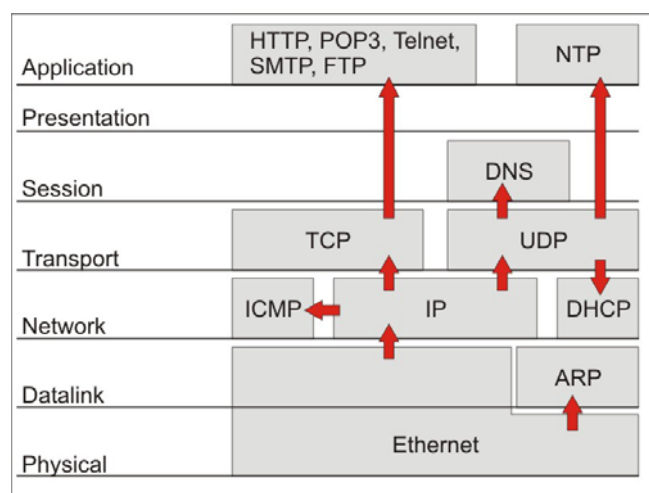 HTTP, POP3, Telnet,
SMTP, FTP
NTP
Application
Presentation
DNS
Session
TCP
UDP
Transport
ICMP
IP
DHCP
Network
ARP
Datalink
Ethernet
Physical